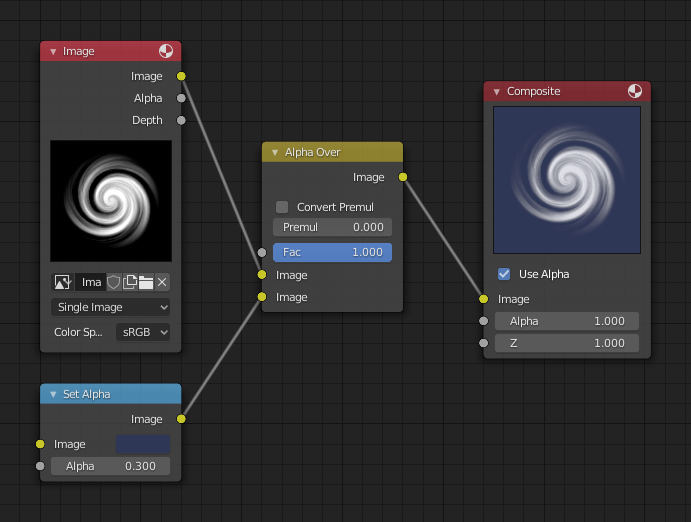 Image
Image
Alpha
Depth
Ima
Single Image
Color Sp... sRGB
Set Alpha
Image
Image
Alpha 0.300
Alpha Over
Image
Convert Premul
Premul 0.000
Fac 1.000
Image
Image
Composite
Use Alpha
Image
Alpha 1.000
Z 1.000